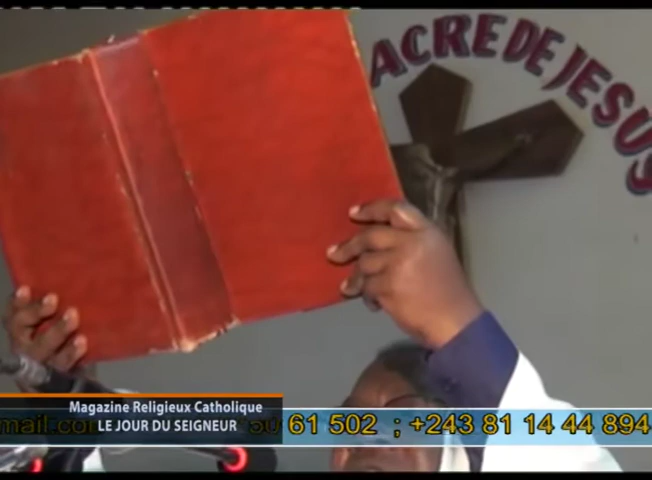 ACRE DE JESUS
Magazine Religieux Catholique
LE JOUR DU SEIGNEUR
mail.com 61 502 ; +243 81 14 44 894